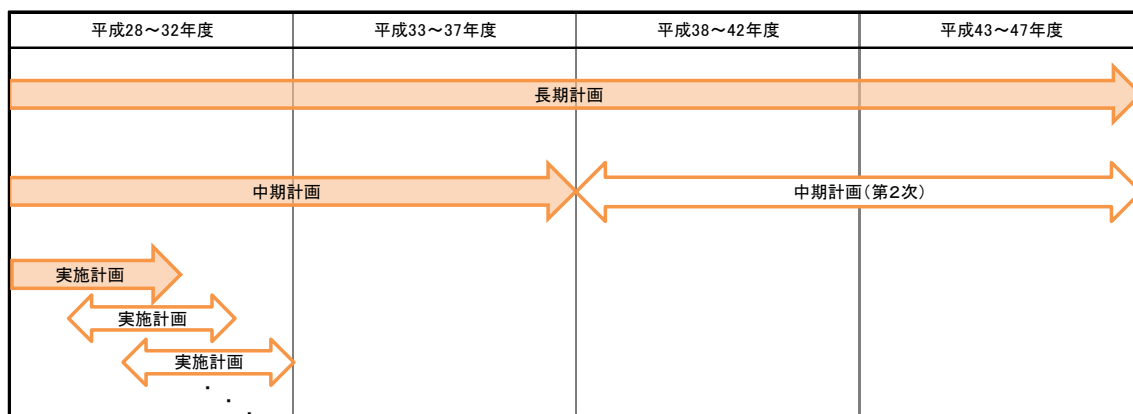 平成28～32年度
平成33～37年度
平成38～42年度
平成43～47年度
長期計画
中期計画
中期計画(第2次)
実施計画
実施計画
実施計画
・
・
・